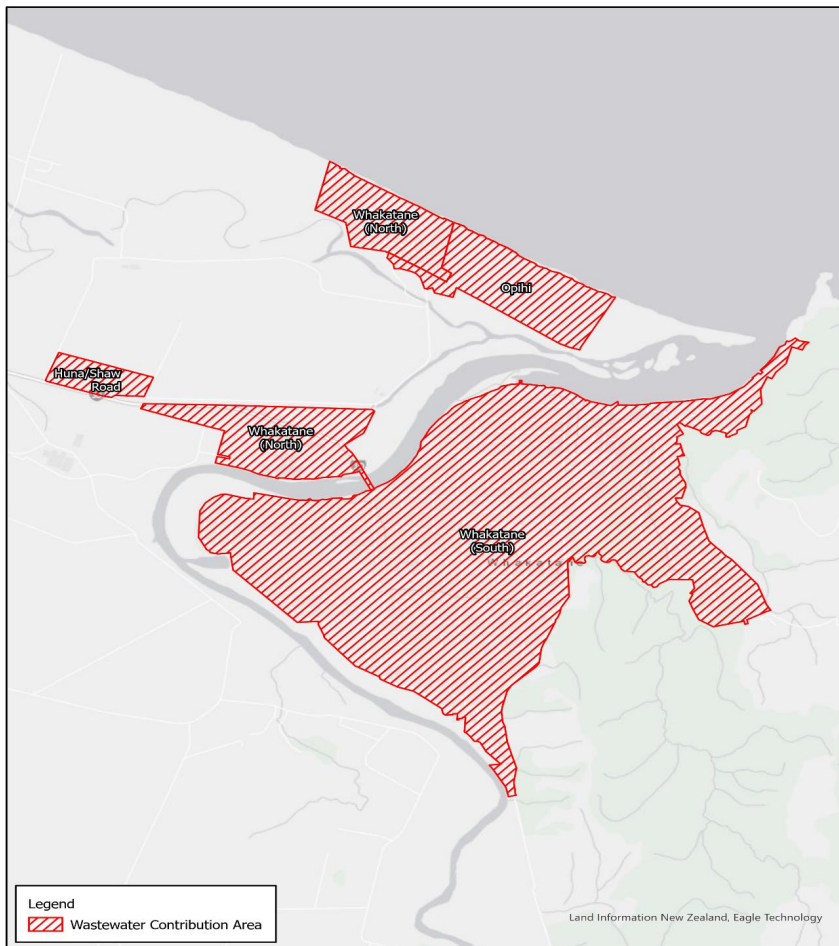 Whakatane
(North)
Opihi
Huna/Shaw
Road
Whakatane
(North)
Whakatane
(South)
Whakatane
Legend
Wastewater Contribution Area
Land Information New Zealand, Eagle Technology